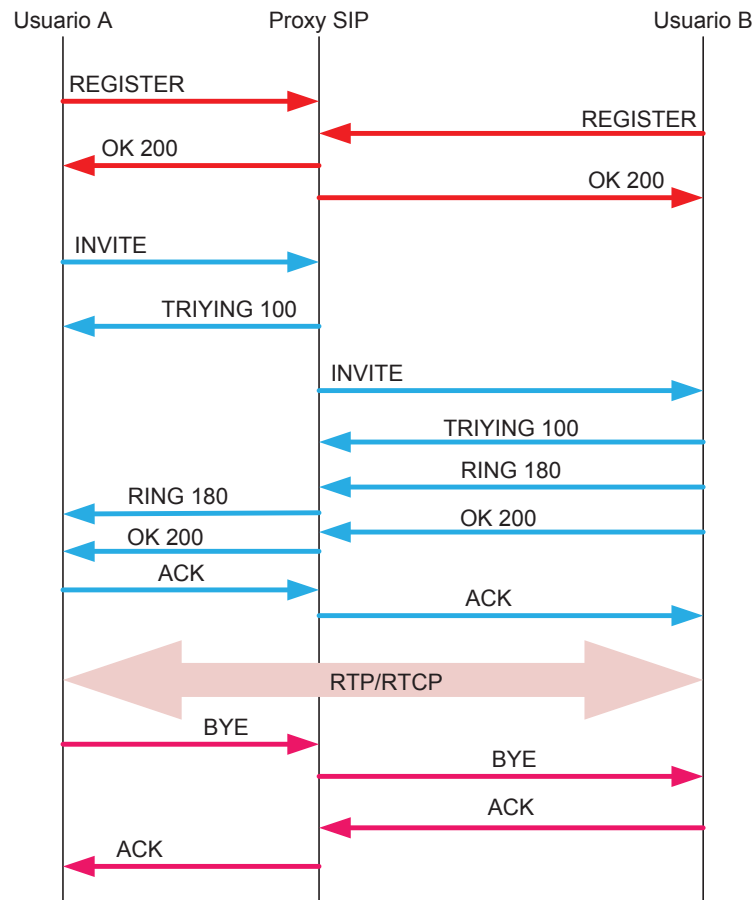 Usuario A
Proxy SIP
Usuario B
REGISTER
REGISTER
OK 200
OK 200
INVITE
TRIYING 100
INVITE
TRIYING 100
RING 180
RING 180
OK 200
OK 200
ACK
ACK
RTP/RTCP
BYE
BYE
ACK
ACK